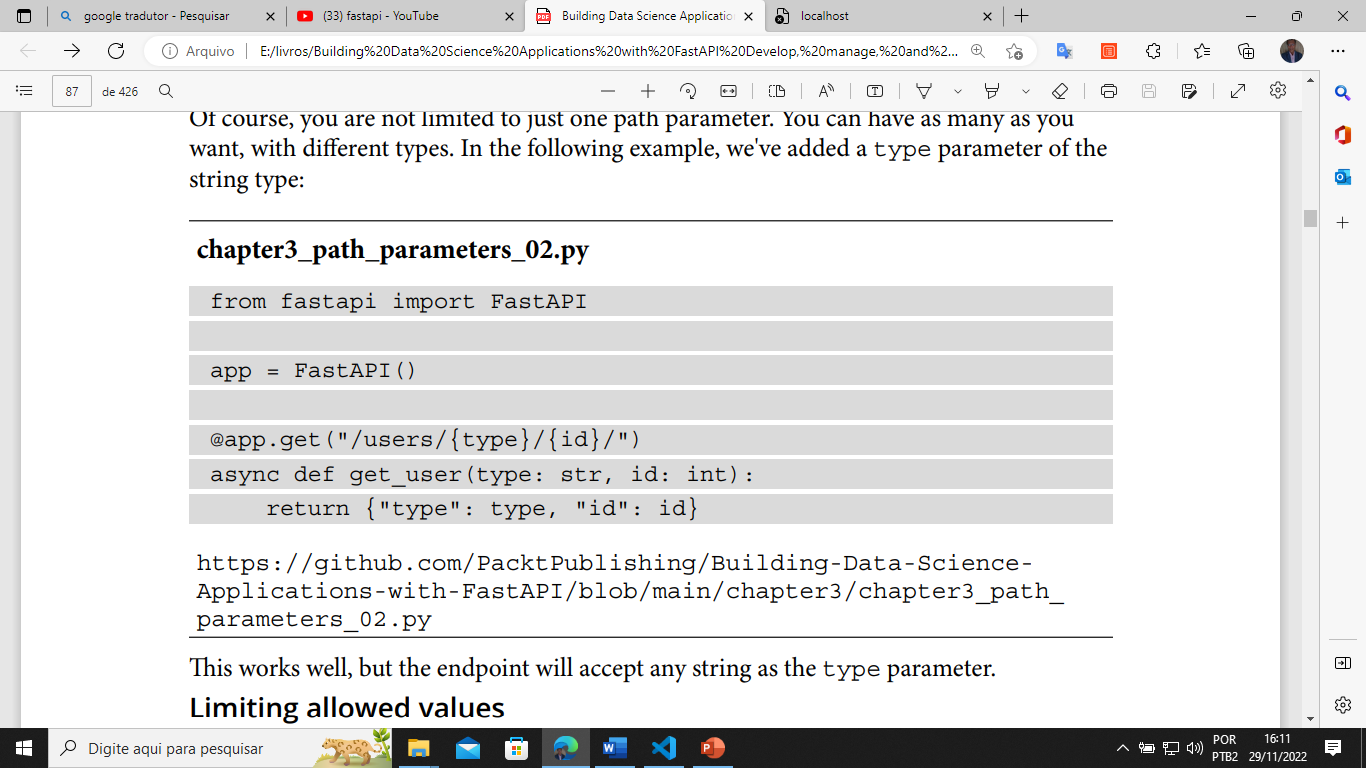 google tradutor - Pesquisar
(33) fastapi - YouTube
Building Data Science Applicatio
localhost
Arquivo
E:/livros/Building%20Data%20Science%20Applications%20with%20FastAPI%20Develop,%20manage,%20and%2...
87
de 426
Of course, you are not limited to just one path parameter. You can have as many as you
want, with different types. In the following example, we've added a type parameter of the
string type:
chapter3_path_parameters_02.py
from fastapi import FastAPI
app = FastAPI()
@app.get("/users/{type}/{id}/")
async def get_user(type: str, id: int):
    return {"type": type, "id": id}
https://github.com/PacktPublishing/Building-Data-Science-
Applications-with-FastAPI/blob/main/chapter3/chapter3_path_
parameters_02.py
This works well, but the endpoint will accept any string as the type parameter.
Limiting allowed values
Digite aqui para pesquisar
POR
PTB2
16:11
29/11/2022